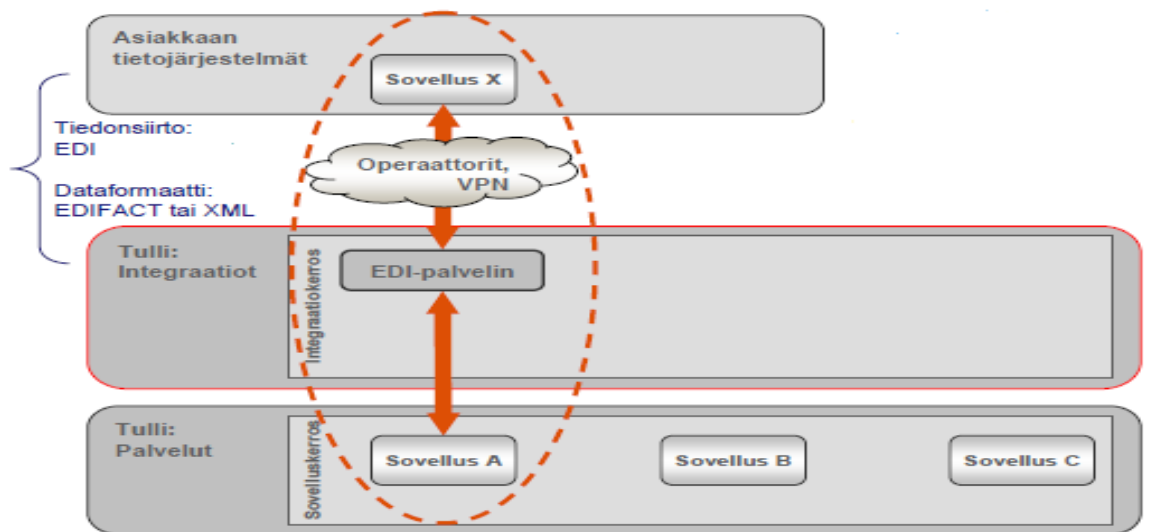 Asiakkaan
tietojärjestelmät
Sovellus X
Tiedonsiirto:
EDI
Dataformaatti:
EDIFACT tai XML
Operaattorit,
VPN
Tulli:
Integraatiot
Integraatiokerros
EDI-palvelin
Tulli:
Palvelut
Sovelluskerros
Sovellus A
Sovellus B
Sovellus C